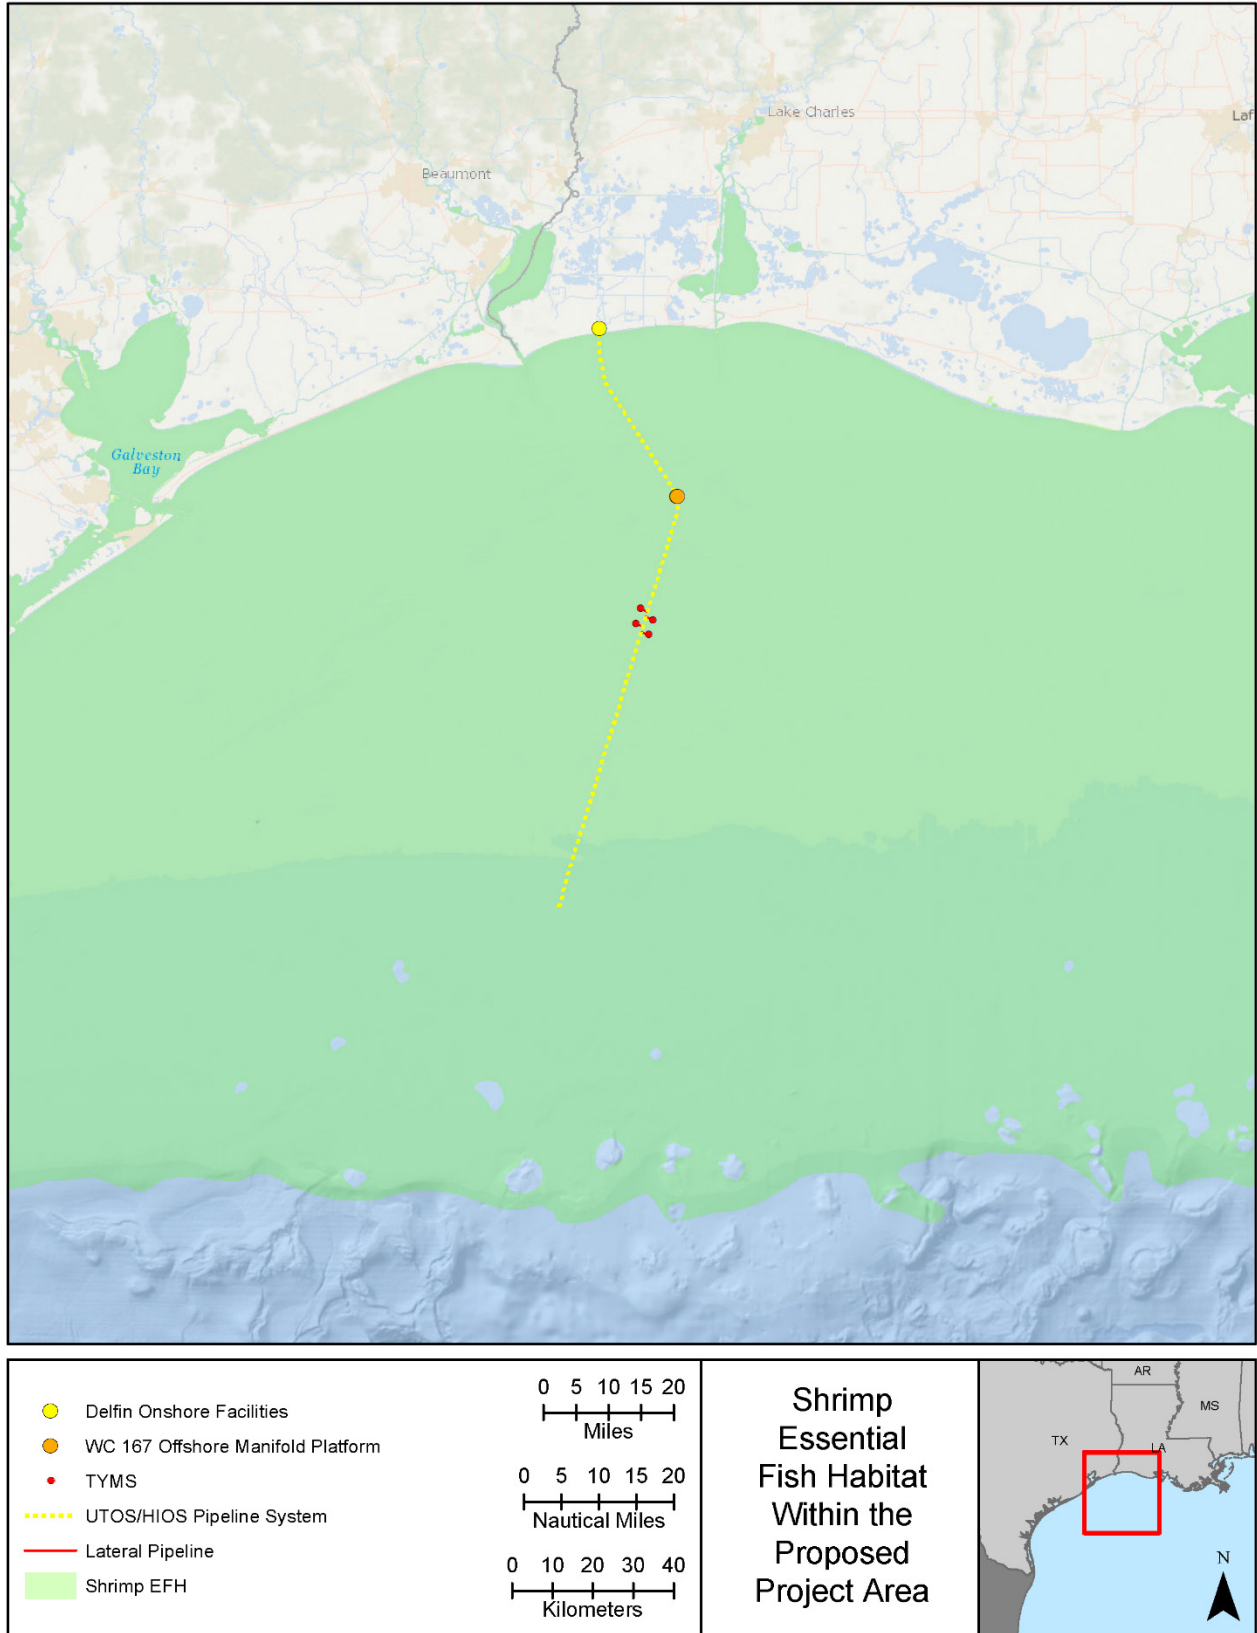 Lake Charles
Laf
Beaumont
Galveston
Bay
Delfin Onshore Facilities
WC 167 Offshore Manifold Platform
TYMS
UTOS/HIOS Pipeline System
Lateral Pipeline
Shrimp EFH
0 5 10 15 20
Miles
0 5 10 15 20
Nautical Miles
0 10 20 30 40
Kilometers
Shrimp
Essential
Fish Habitat
Within the
Proposed
Project Area
AR
MS
TX
LA
N